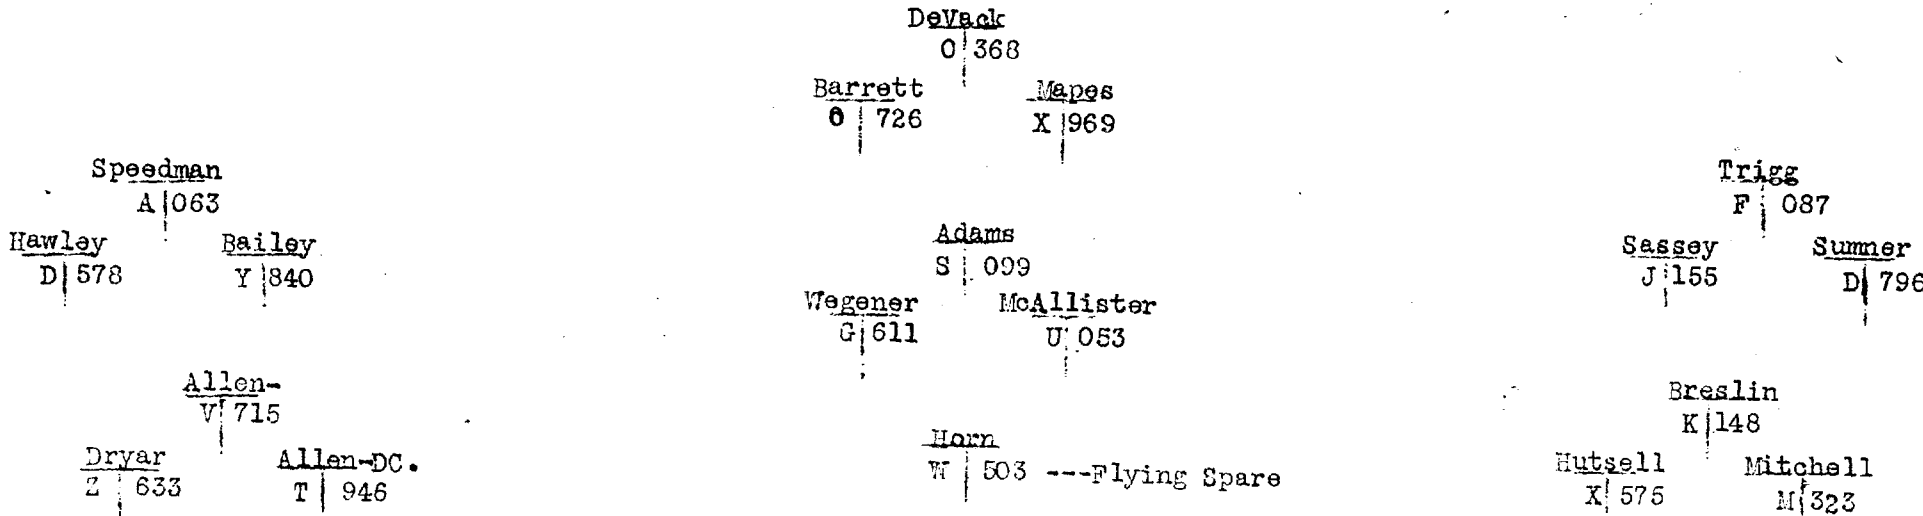 DeVack
O 368
Barrett Mapes
O 726 X 969
Speedman Trigg
A 063 F 087
Hawley Bailey Adams Sassey Sumner
D 578 Y 840 S 099 J 155 D 796
Wegener McAllister
G 611 U 053
Allen- Breslin
V 715 K 148
Dryar Allen-DC. Horn Hutsell Mitchell
Z 633 T 946 W 503 ---Flying Spare X 575 M 323